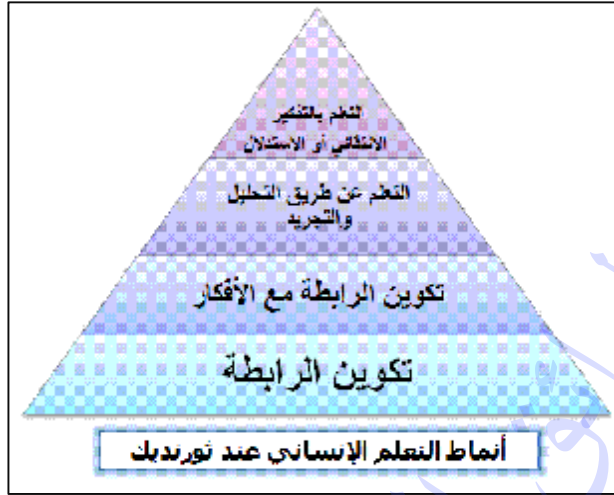 التعلم بالتفكير
الانتقائي أو الاستدلال
التعلم عن طريق التحليل
والتجريد
تكوين الرابطة مع الأفكار
تكوين الرابطة
أنماط التعلم الإنساني عند ثورنديك